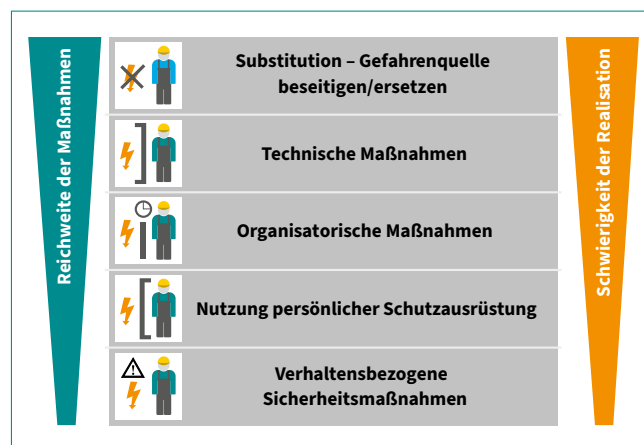 Reichweite der Maßnahmen
Substitution – Gefahrenquelle
beseitigen/ersetzen
Technische Maßnahmen
Organisatorische Maßnahmen
Nutzung persönlicher Schutzausrüstung
Verhaltensbezogene
Sicherheitsmaßnahmen
Schwierigkeit der Realisation